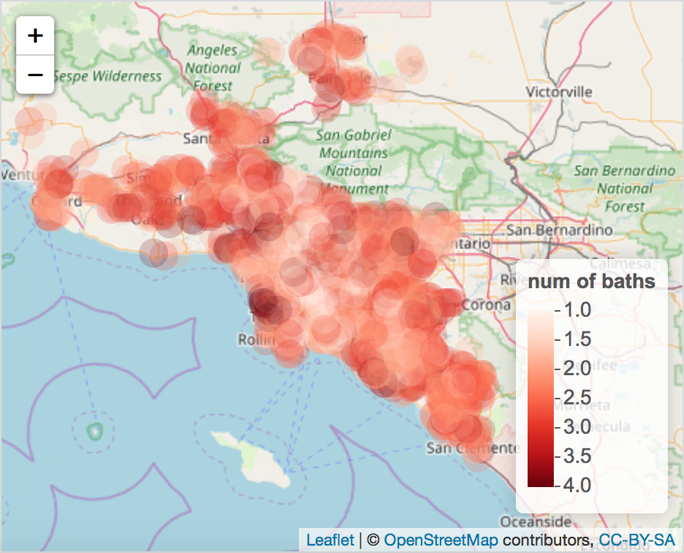 +
−
Sespe Wilderness
Angeles
National
Forest
Victorville
San Gabriel
Mountains
National
Monument
San Bernardino
National
Forest
San Bernardino
Calimesa
Corona
San Clemente
Oceanside
num of baths
1.0
1.5
2.0
2.5
3.0
3.5
4.0
Leaflet | © OpenStreetMap contributors, CC-BY-SA